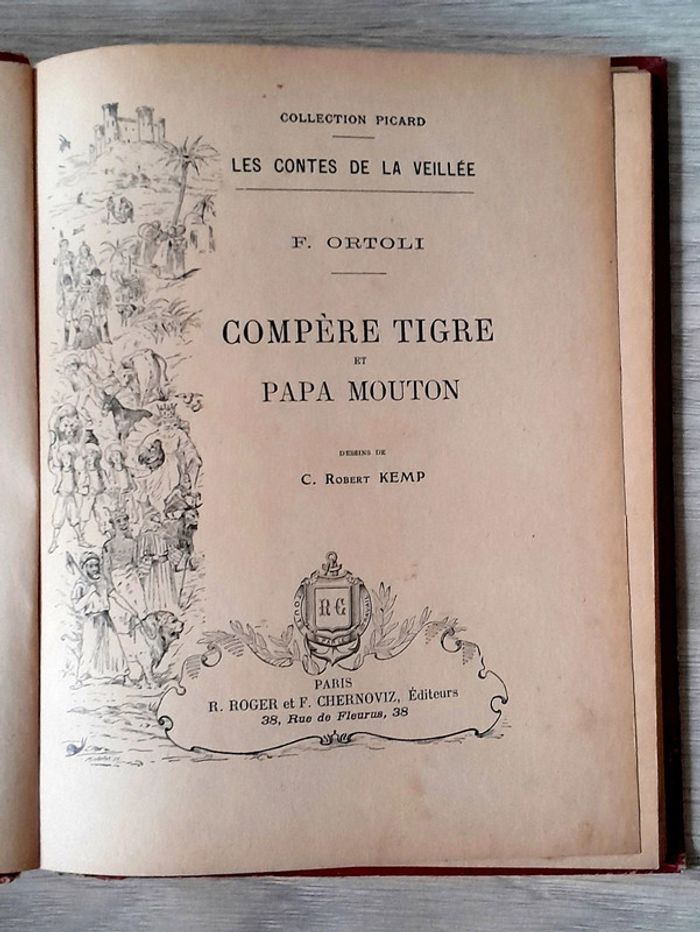 COLLECTION PICARD
LES CONTES DE LA VEILLÉE
F. ORTOLI
COMPÈRE TIGRE
ET
PAPA MOUTON
DESSINS DE
C. ROBERT KEMP
RG
PARIS
R. ROGER et F. CHERNOVIZ, Éditeurs
38, Rue de Fleurus, 38